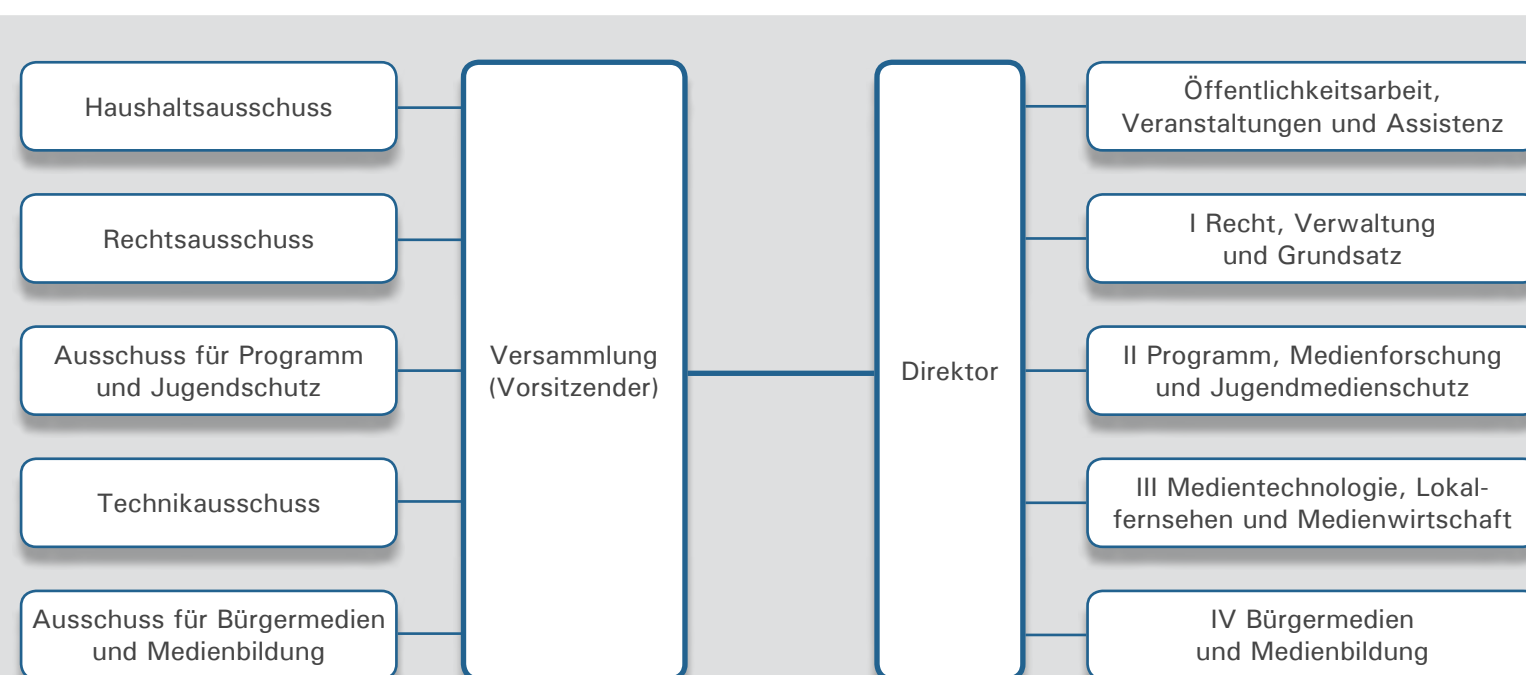 Haushaltsausschuss
Rechtsausschuss
Ausschuss für Programm
und Jugendschutz
Technikausschuss
Ausschuss für Bürgermedien
und Medienbildung
Versammlung
(Vorsitzender)
Direktor
Öffentlichkeitsarbeit,
Veranstaltungen und Assistenz
I Recht, Verwaltung
und Grundsatz
II Programm, Medienforschung
und Jugendmedienschutz
III Medientechnologie, Lokal-
fernsehen und Medienwirtschaft
IV Bürgermedien
und Medienbildung